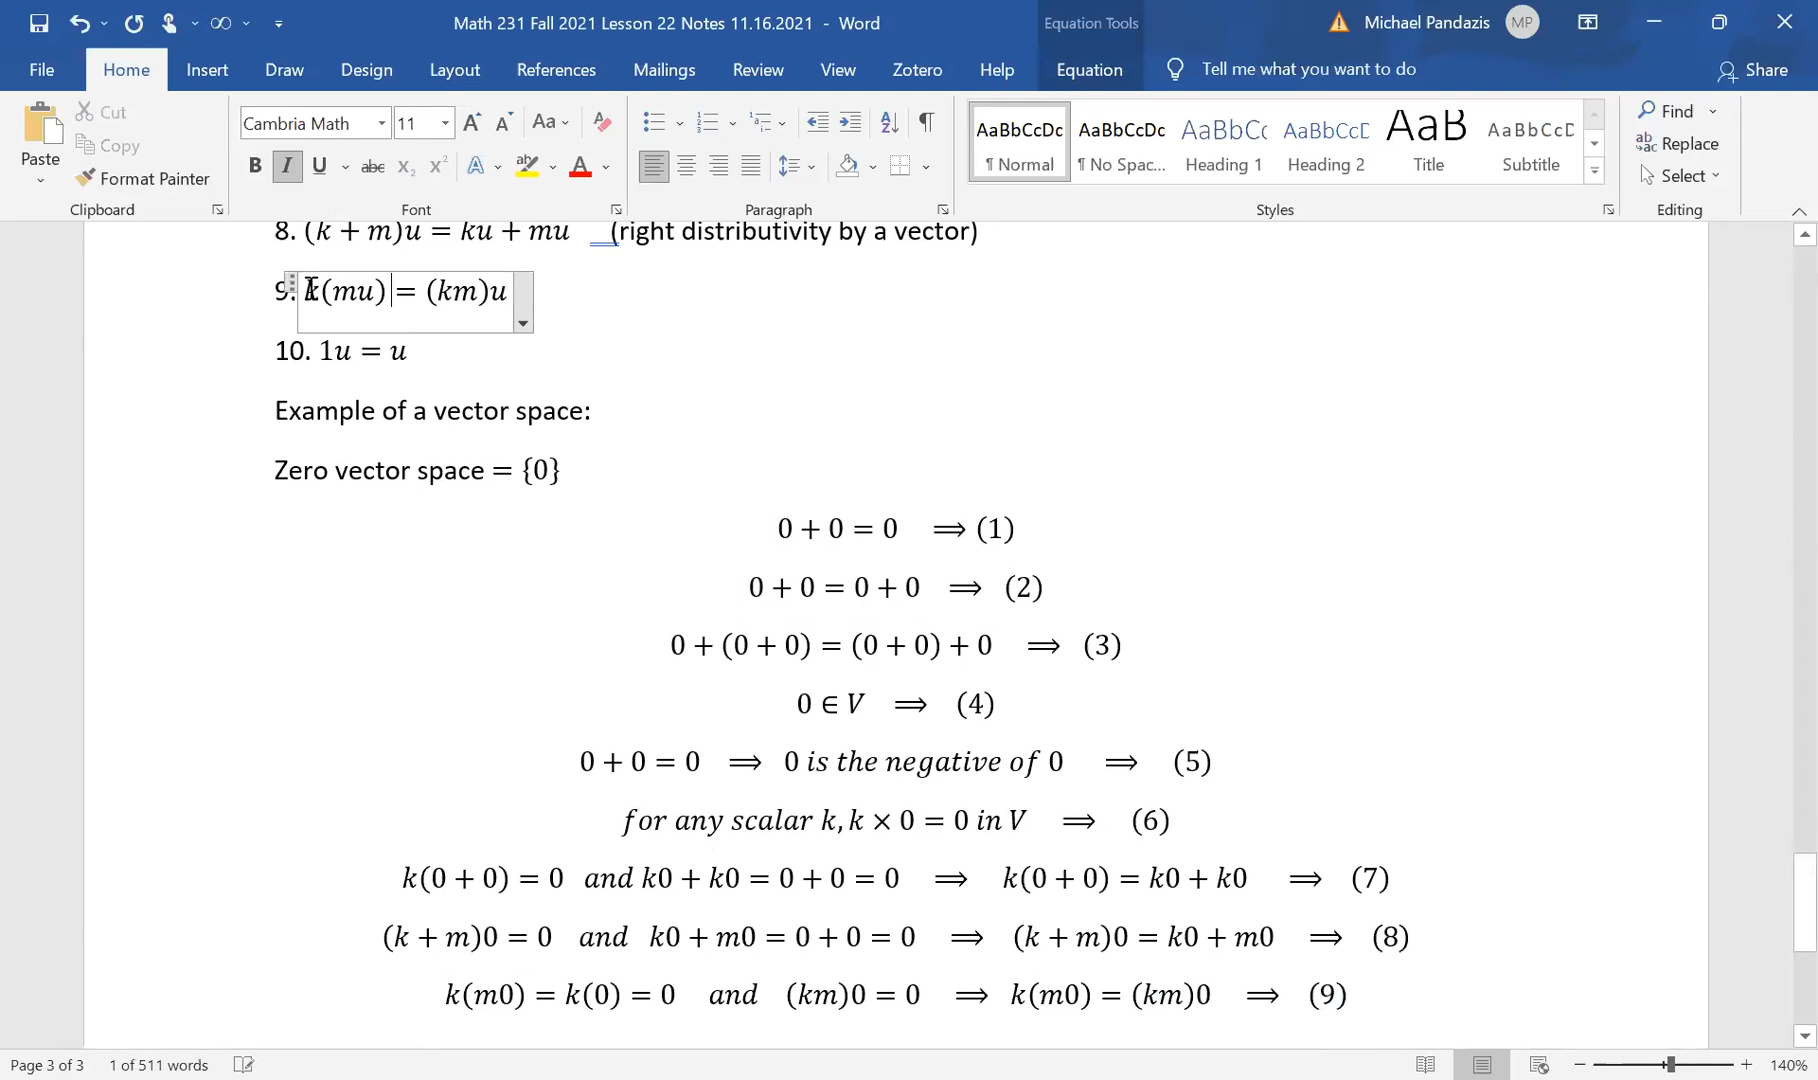 Math 231 Fall 2021 Lesson 22 Notes 11.16.2021 - Word
Equation Tools
Michael Pandazis MP
File Home Insert Draw Design Layout References Mailings Review View Zotero Help Equation Tell me what you want to do Share
Paste
Cut
Copy
Format Painter
Clipboard
Cambria Math 11
Font
Paragraph
AaBbCcDc AaBbCcDc AaBbCc AaBbCcD AaB AaBbCcD
¶ Normal ¶ No Spac... Heading 1 Heading 2 Title Subtitle
Styles
Find
Replace
Select
Editing
8. (k + m)u = ku + mu (right distributivity by a vector)
9. k(mu) = (km)u
10. 1u = u
Example of a vector space:
Zero vector space = {0}
0 + 0 = 0 ⟹ (1)
0 + 0 = 0 + 0 ⟹ (2)
0 + (0 + 0) = (0 + 0) + 0 ⟹ (3)
0 ∈ V ⟹ (4)
0 + 0 = 0 ⟹ 0 is the negative of 0 ⟹ (5)
for any scalar k, k × 0 = 0 in V ⟹ (6)
k(0 + 0) = 0 and k0 + k0 = 0 + 0 = 0 ⟹ k(0 + 0) = k0 + k0 ⟹ (7)
(k + m)0 = 0 and k0 + m0 = 0 + 0 = 0 ⟹ (k + m)0 = k0 + m0 ⟹ (8)
k(m0) = k(0) = 0 and (km)0 = 0 ⟹ k(m0) = (km)0 ⟹ (9)
Page 3 of 3 1 of 511 words 140%